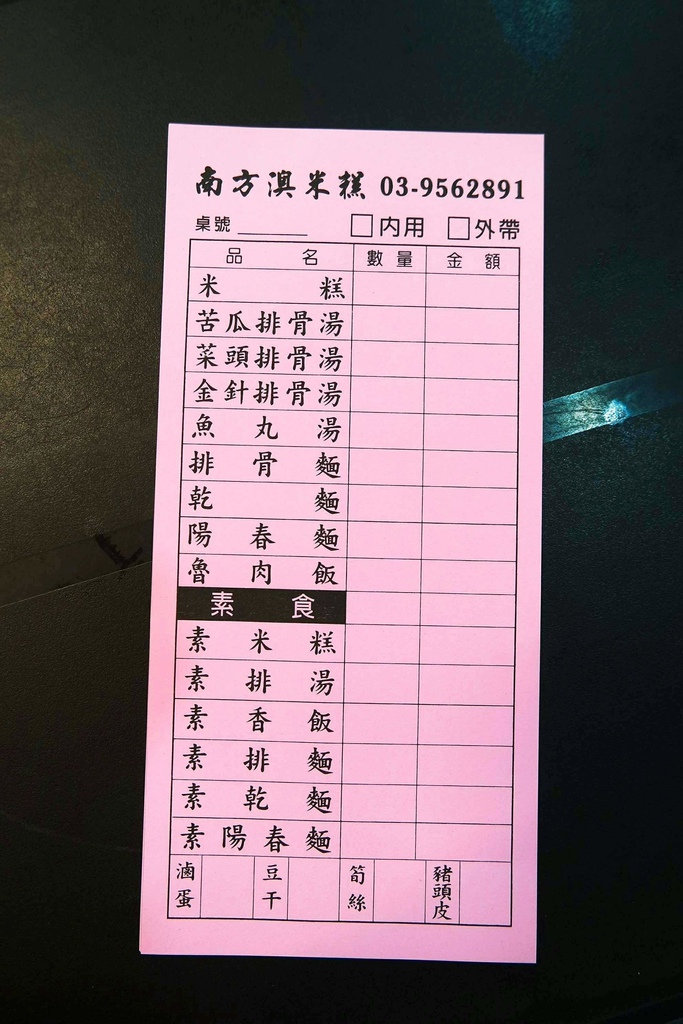 南方澳米糕 03-9562891
桌號 ______ □內用 □外帶
品名 數量 金額
米糕
苦瓜排骨湯
菜頭排骨湯
金針排骨湯
魚丸湯
排骨麵
乾麵
陽春麵
魯肉飯
素食
素米糕
素排湯
素香飯
素排麵
素乾麵
素陽春麵
滷蛋 豆干 筍絲 豬頭皮